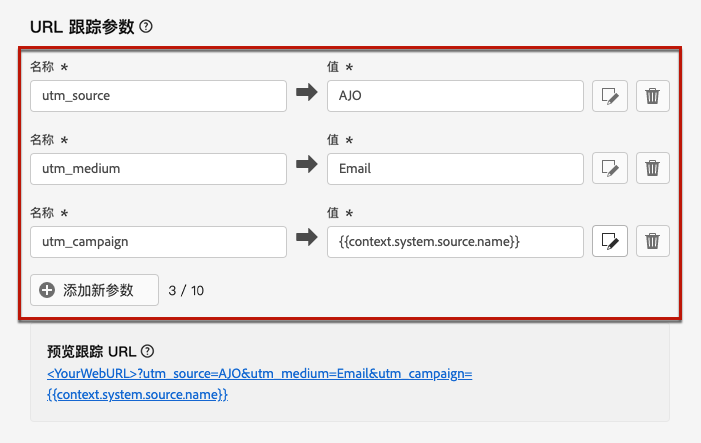 URL 跟踪参数
名称 * 值 *
utm_source AJO
名称 * 值 *
utm_medium Email
名称 * 值 *
utm_campaign {{context.system.source.name}}
添加新参数 3 / 10
预览跟踪 URL
<YourWebURL>?utm_source=AJO&utm_medium=Email&utm_campaign=
{{context.system.source.name}}